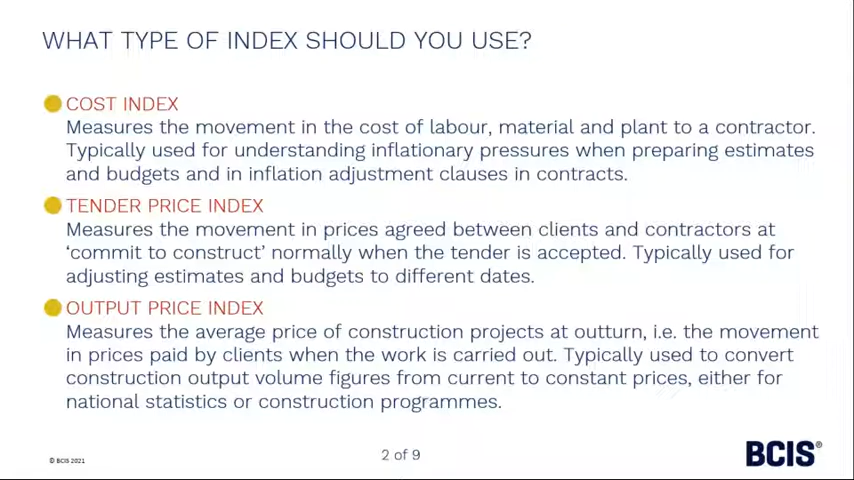 WHAT TYPE OF INDEX SHOULD YOU USE?
COST INDEX
Measures the movement in the cost of labour, material and plant to a contractor.
Typically used for understanding inflationary pressures when preparing estimates
and budgets and in inflation adjustment clauses in contracts.
TENDER PRICE INDEX
Measures the movement in prices agreed between clients and contractors at
‘commit to construct’ normally when the tender is accepted. Typically used for
adjusting estimates and budgets to different dates.
OUTPUT PRICE INDEX
Measures the average price of construction projects at outturn, i.e. the movement
in prices paid by clients when the work is carried out. Typically used to convert
construction output volume figures from current to constant prices, either for
national statistics or construction programmes.
© BCIS 2021
2 of 9
BCIS®